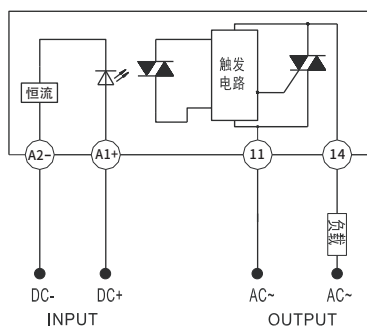 触发
电路
恒流
A2-
A1+
11
14
负载
DC-
DC+
AC~
AC~
INPUT
OUTPUT